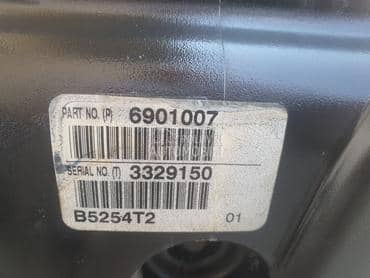 PART NO. (P) 6901007
SERIAL NO. (T) 3329150
B5254T2 01